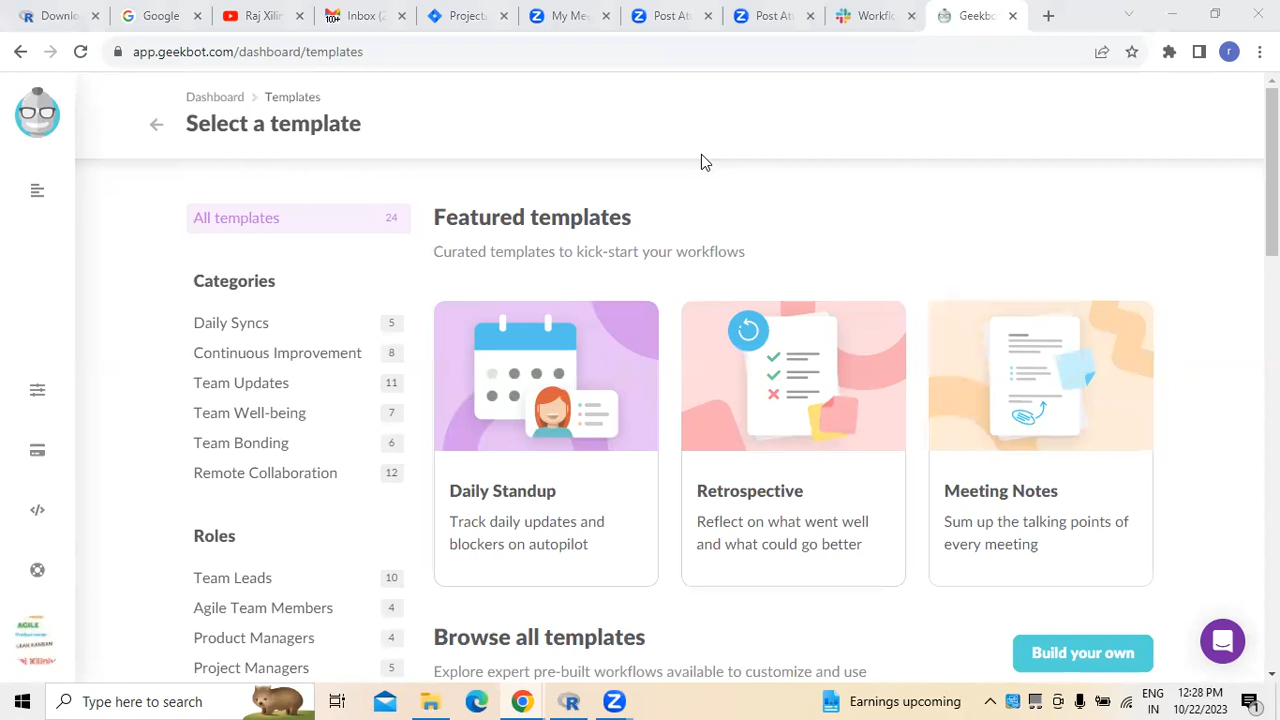 Downlo
Google
Raj Xilin
10+ Inbox (2
Project
My Me
Post At
Post At
Workfl
Geekbot
app.geekbot.com/dashboard/templates
r
Dashboard > Templates
Select a template
All templates 24
Categories
Daily Syncs 5
Continuous Improvement 8
Team Updates 11
Team Well-being 7
Team Bonding 6
Remote Collaboration 12
Roles
Team Leads 10
Agile Team Members 4
Product Managers 4
Project Managers 5
AGILE
Featured templates
Curated templates to kick-start your workflows
Daily Standup
Track daily updates and
blockers on autopilot
Retrospective
Reflect on what went well
and what could go better
Meeting Notes
Sum up the talking points of
every meeting
Browse all templates
Explore expert pre-built workflows available to customize and use
Build your own
Type here to search
Earnings upcoming
ENG
IN
12:28 PM
10/22/2023
1